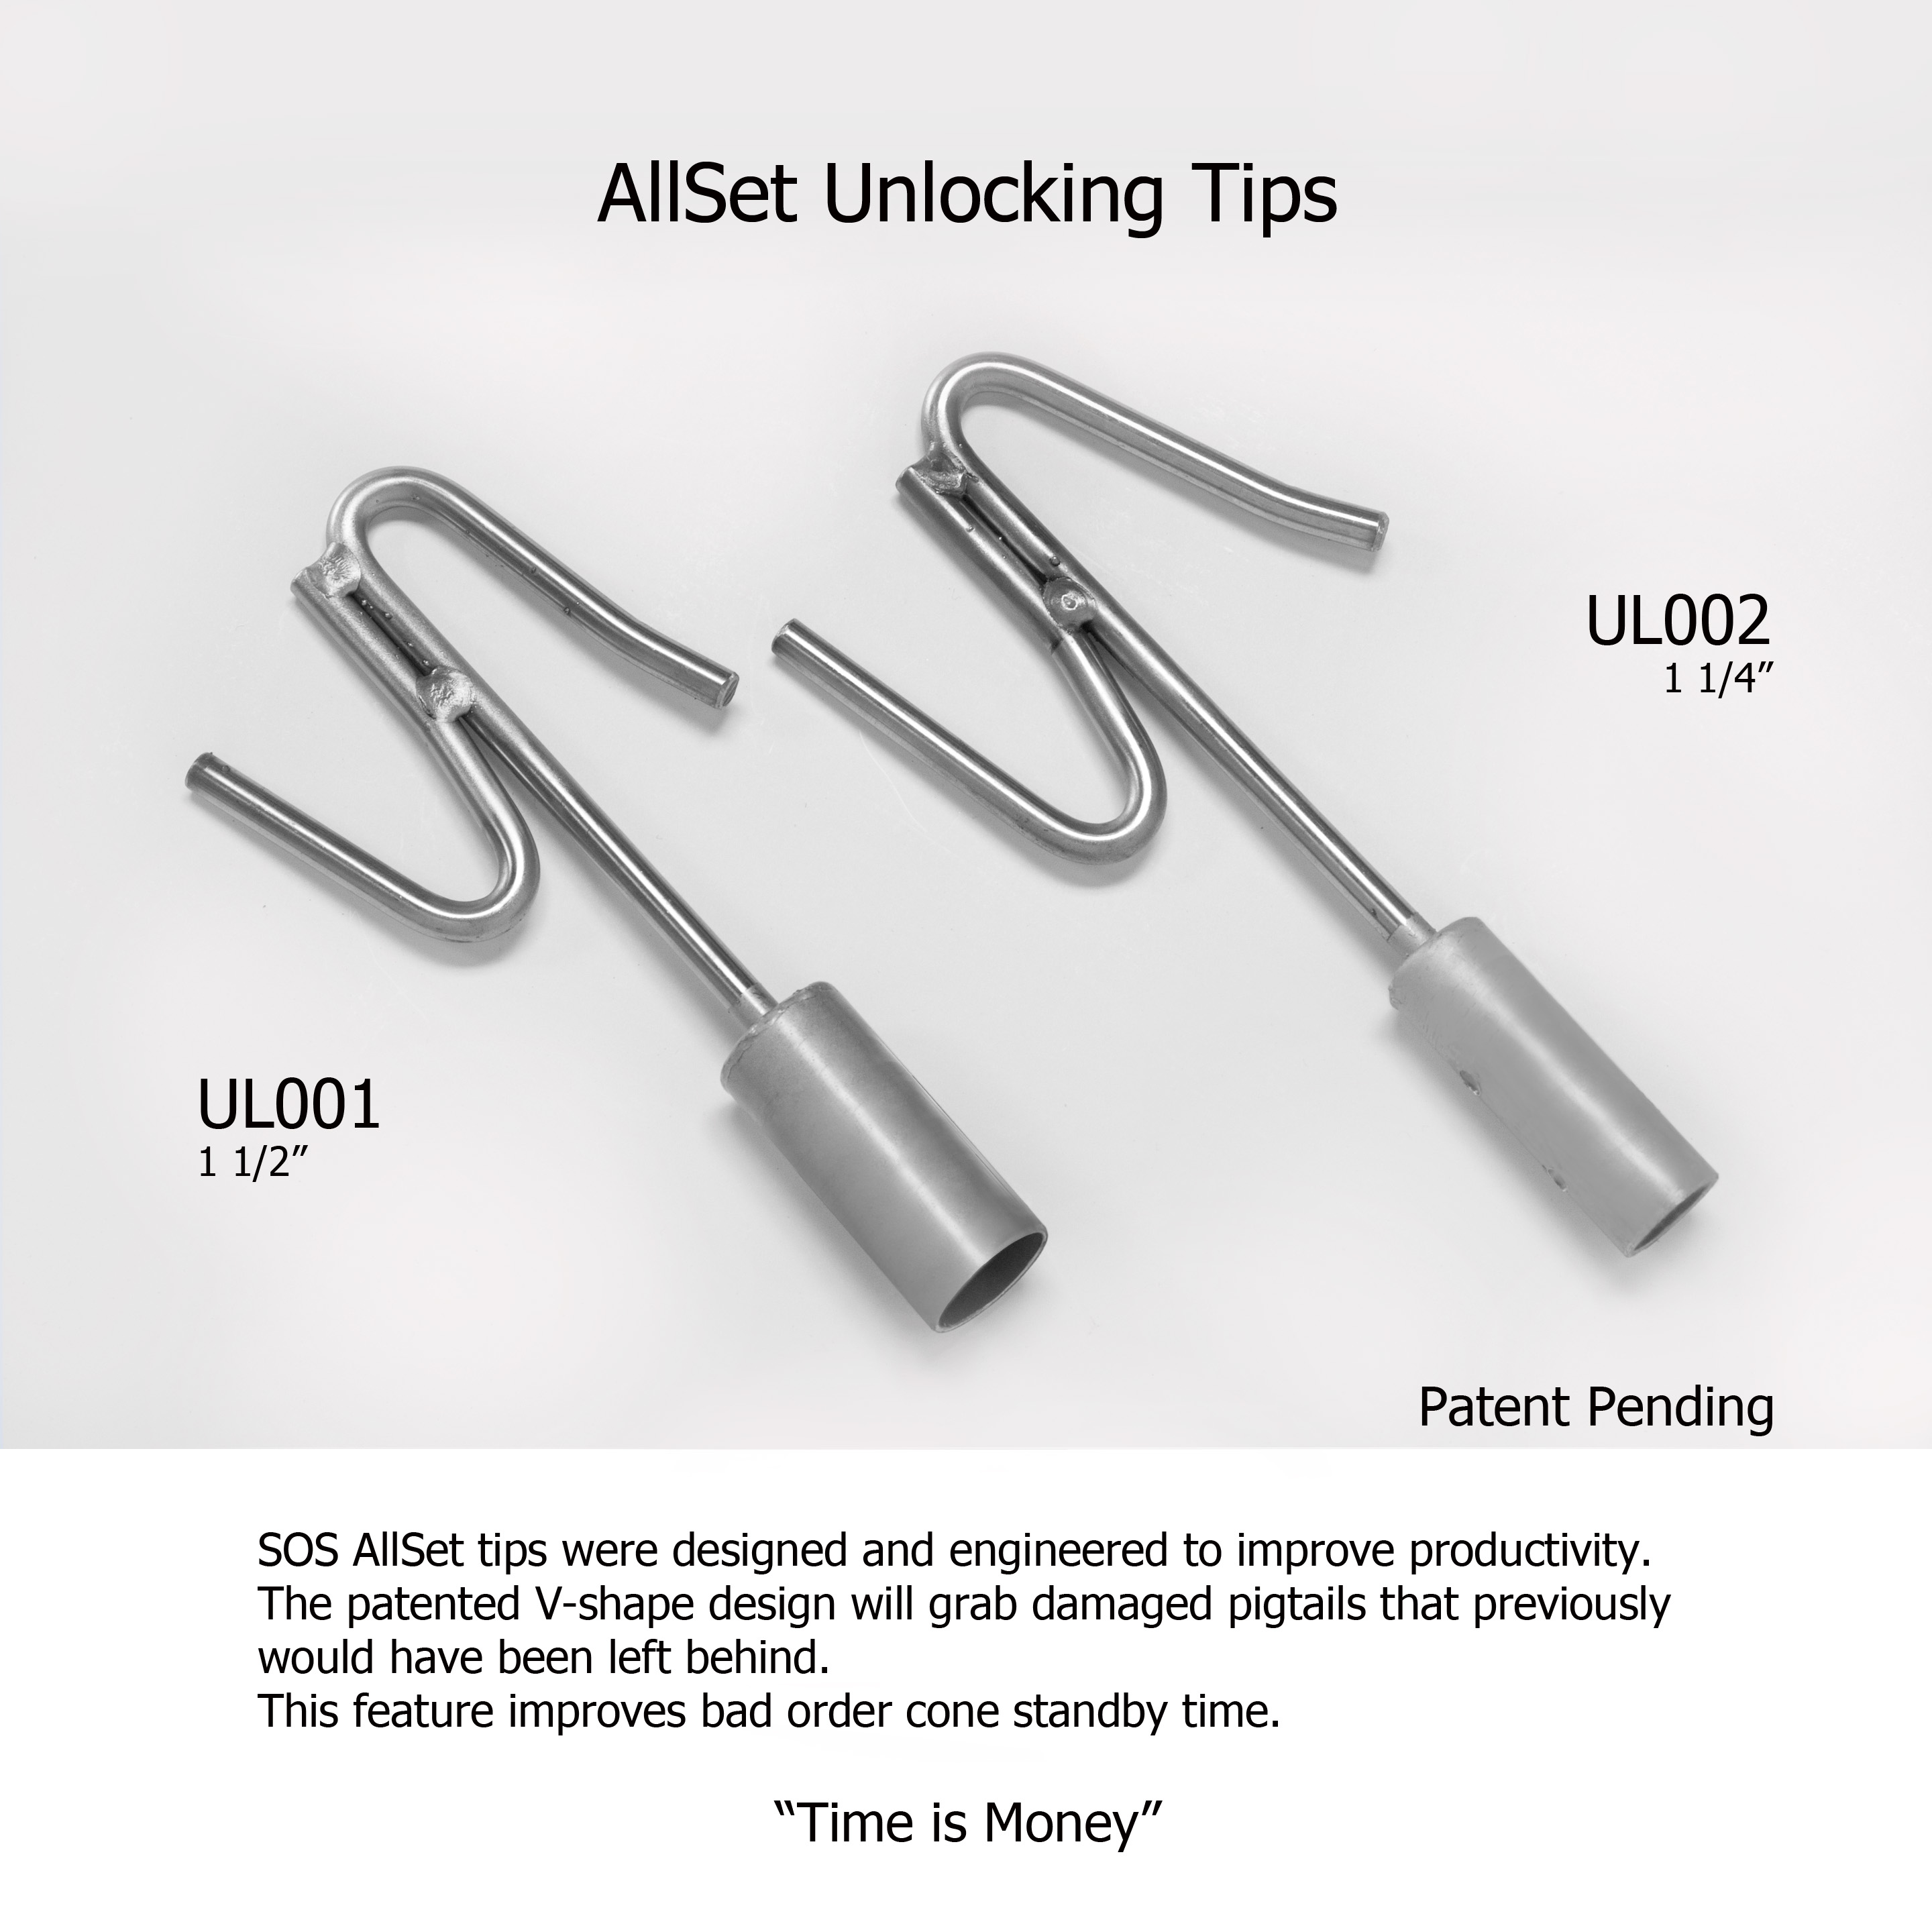 AllSet Unlocking Tips
UL002
1 1/4”
UL001
1 1/2”
Patent Pending
SOS AllSet tips were designed and engineered to improve productivity.
The patented V-shape design will grab damaged pigtails that previously
would have been left behind.
This feature improves bad order cone standby time.
“Time is Money”